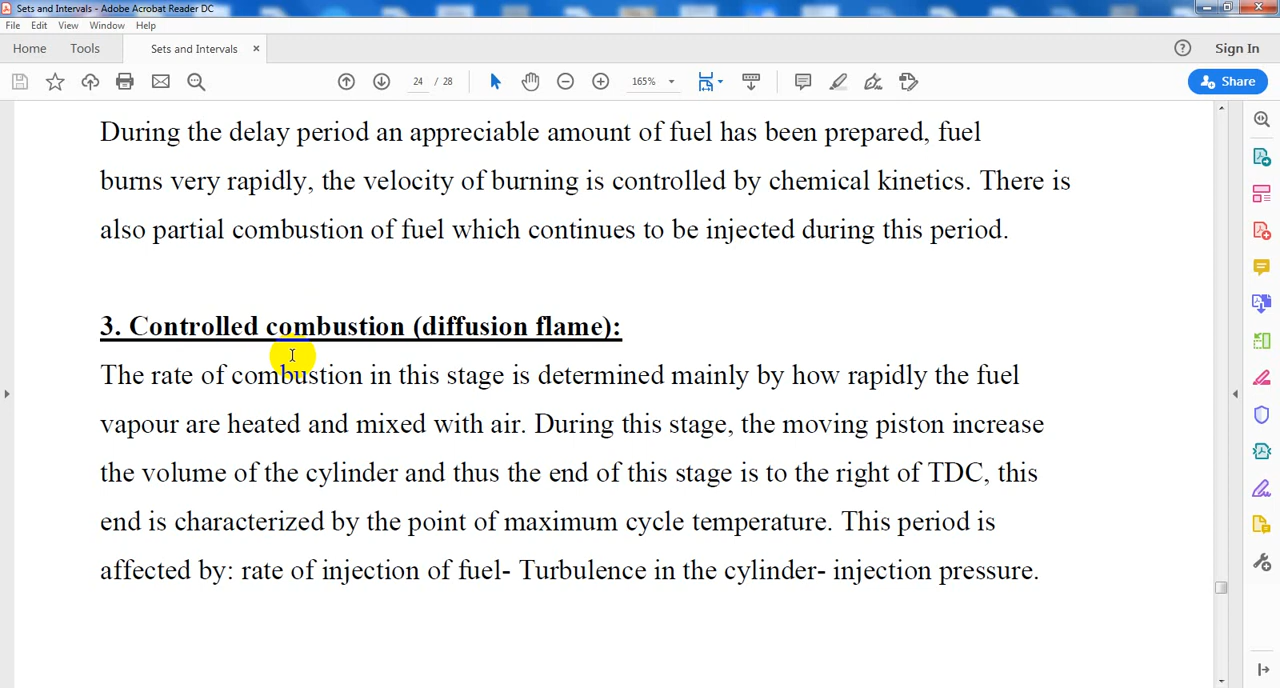 Sets and Intervals - Adobe Acrobat Reader DC
File Edit View Window Help
Home Tools Sets and Intervals × Sign In
24 / 28 165% Share
During the delay period an appreciable amount of fuel has been prepared, fuel
burns very rapidly, the velocity of burning is controlled by chemical kinetics. There is
also partial combustion of fuel which continues to be injected during this period.
3. Controlled combustion (diffusion flame):
The rate of combustion in this stage is determined mainly by how rapidly the fuel
vapour are heated and mixed with air. During this stage, the moving piston increase
the volume of the cylinder and thus the end of this stage is to the right of TDC, this
end is characterized by the point of maximum cycle temperature. This period is
affected by: rate of injection of fuel- Turbulence in the cylinder- injection pressure.